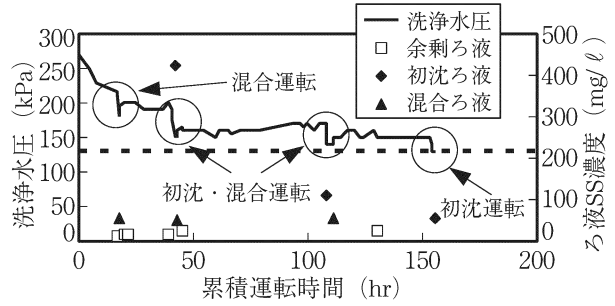 洗浄水圧
余剰ろ液
初沈ろ液
混合ろ液
洗浄水圧 (kPa)
300
250
200
150
100
50
0
混合運転
初沈・混合運転
初沈運転
500
400
300
200
100
0
ろ液SS濃度 (mg/ℓ)
0 50 100 150 200
累積運転時間 (hr)